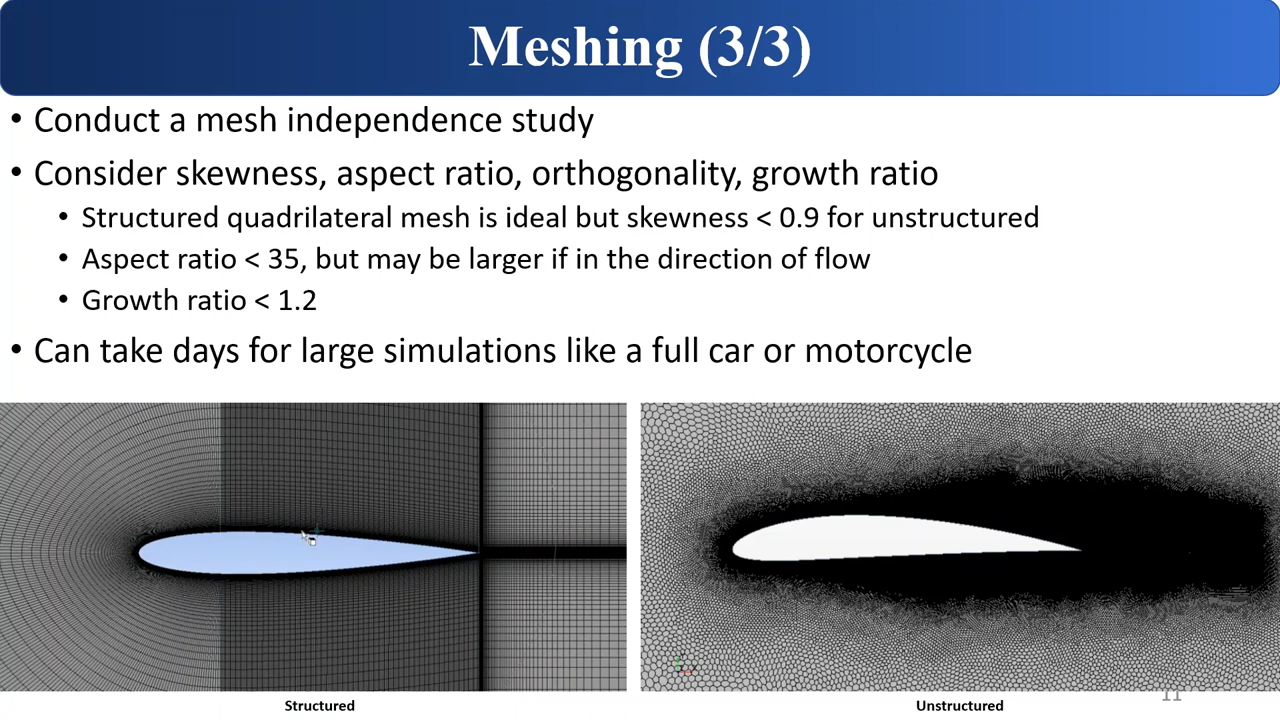 Meshing (3/3)
• Conduct a mesh independence study
• Consider skewness, aspect ratio, orthogonality, growth ratio
• Structured quadrilateral mesh is ideal but skewness < 0.9 for unstructured
• Aspect ratio < 35, but may be larger if in the direction of flow
• Growth ratio < 1.2
• Can take days for large simulations like a full car or motorcycle
Structured
Unstructured
11